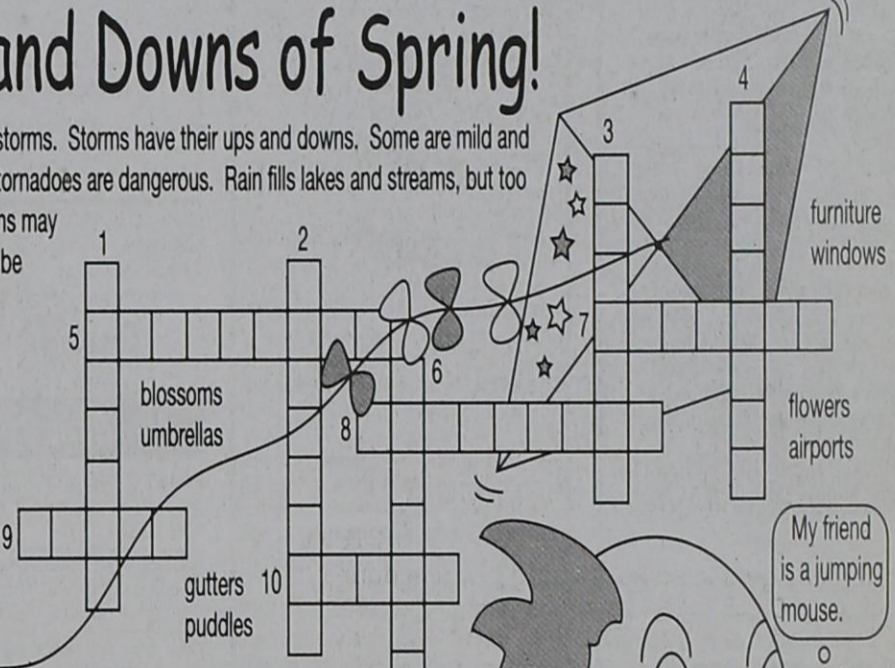 and Downs of Spring!
storms. Storms have their ups and downs. Some are mild and
tornadoes are dangerous. Rain fills lakes and streams, but too
may
be
1
2
3
4
furniture
windows
5
6
7
blossoms
umbrellas
8
flowers
airports
9
gutters
puddles
10
My friend
is a jumping
mouse.